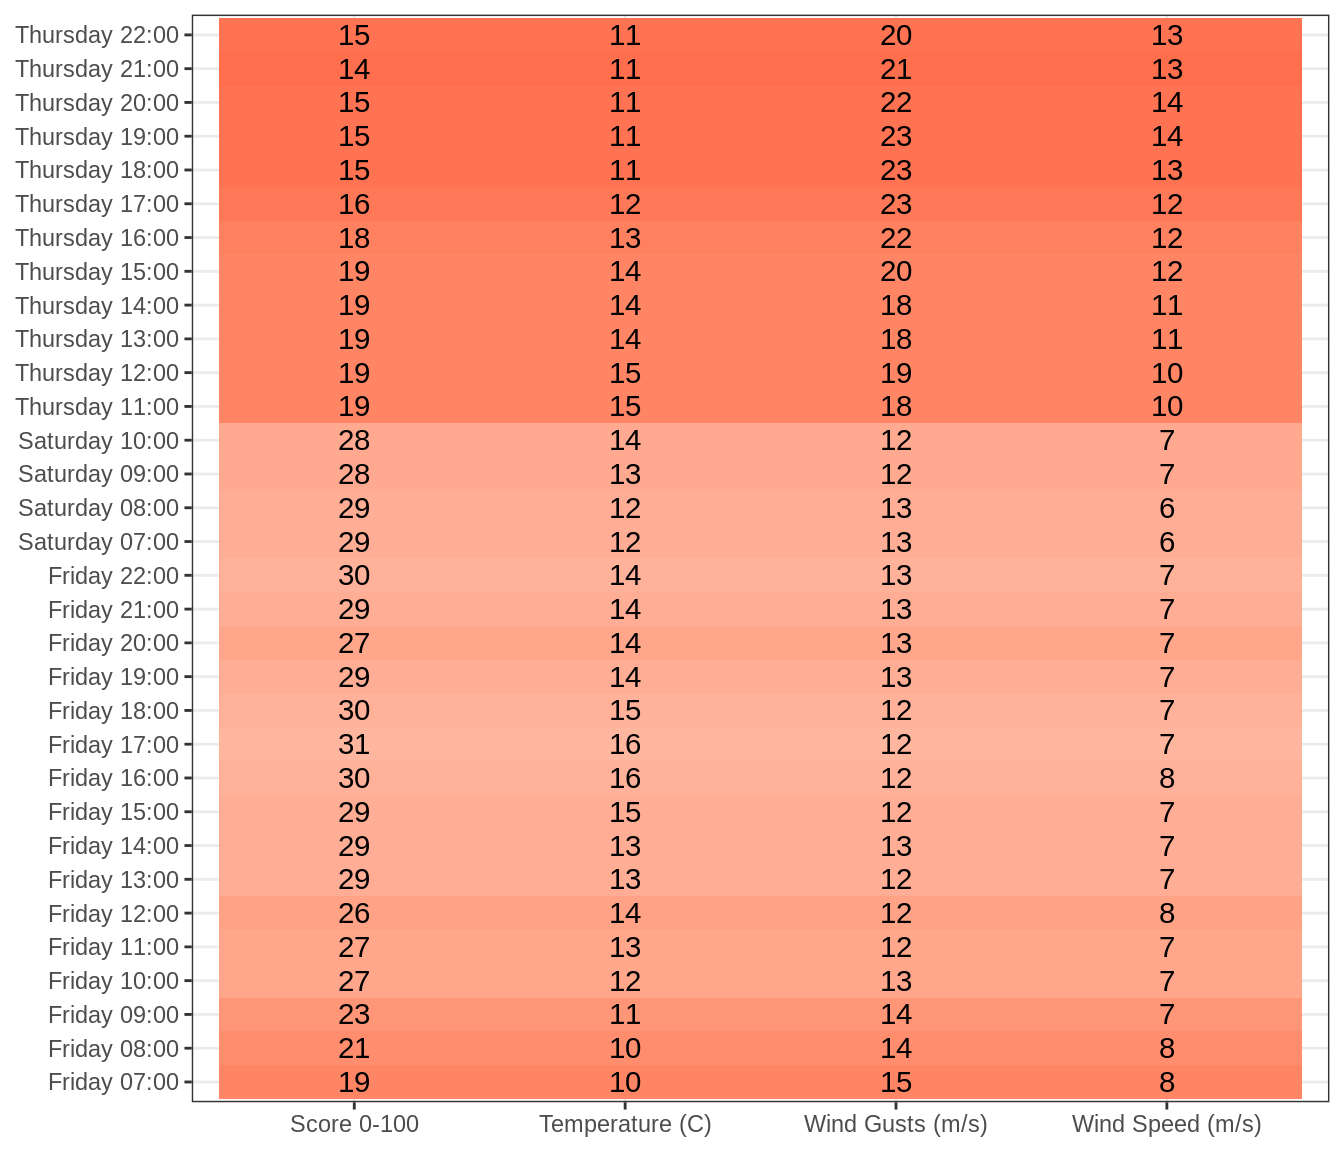 Thursday 22:00 15 11 20 13
Thursday 21:00 14 11 21 13
Thursday 20:00 15 11 22 14
Thursday 19:00 15 11 23 14
Thursday 18:00 15 11 23 13
Thursday 17:00 16 12 23 12
Thursday 16:00 18 13 22 12
Thursday 15:00 19 14 20 12
Thursday 14:00 19 14 18 11
Thursday 13:00 19 14 18 11
Thursday 12:00 19 15 19 10
Thursday 11:00 19 15 18 10
Saturday 10:00 28 14 12 7
Saturday 09:00 28 13 12 7
Saturday 08:00 29 12 13 6
Saturday 07:00 29 12 13 6
Friday 22:00 30 14 13 7
Friday 21:00 29 14 13 7
Friday 20:00 27 14 13 7
Friday 19:00 29 14 13 7
Friday 18:00 30 15 12 7
Friday 17:00 31 16 12 7
Friday 16:00 30 16 12 8
Friday 15:00 29 15 12 7
Friday 14:00 29 13 13 7
Friday 13:00 29 13 12 7
Friday 12:00 26 14 12 8
Friday 11:00 27 13 12 7
Friday 10:00 27 12 13 7
Friday 09:00 23 11 14 7
Friday 08:00 21 10 14 8
Friday 07:00 19 10 15 8
Score 0-100 Temperature (C) Wind Gusts (m/s) Wind Speed (m/s)